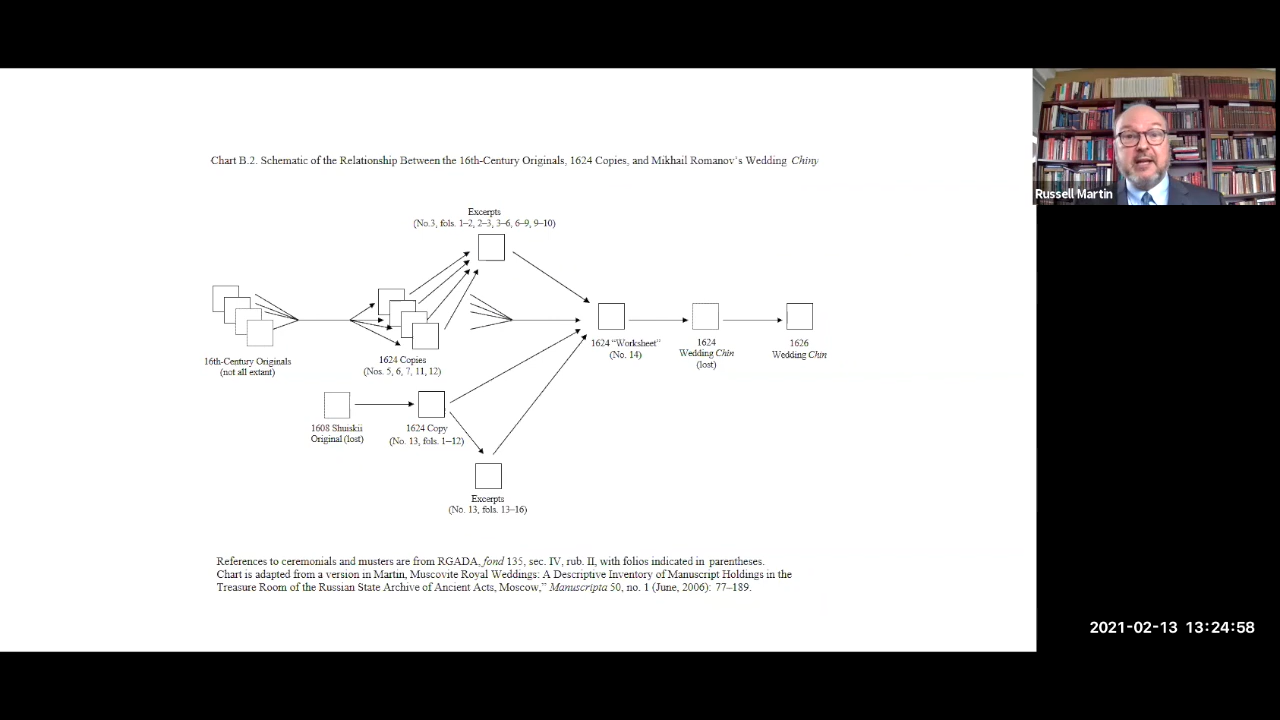 Chart B.2. Schematic of the Relationship Between the 16th-Century Originals, 1624 Copies, and Mikhail Romanov's Wedding Chiny
Russell Martin
Excerpts
(No.3, fols. 1–2, 2–3, 3–6, 6–9, 9–10)
16th-Century Originals
(not all extant)
1624 Copies
(Nos. 5, 6, 7, 11, 12)
1624 "Worksheet"
(No. 14)
1624
Wedding Chin
(lost)
1626
Wedding Chin
1608 Shuiskii
Original (lost)
1624 Copy
(No. 13, fols. 1–12)
Excerpts
(No. 13, fols. 13–16)
References to ceremonials and musters are from RGADA, fond 135, sec. IV, rub. II, with folios indicated in parentheses.
Chart is adapted from a version in Martin, Muscovite Royal Weddings: A Descriptive Inventory of Manuscript Holdings in the
Treasure Room of the Russian State Archive of Ancient Acts, Moscow," Manuscripta 50, no. 1 (June, 2006): 77–189.
2021-02-13 13:24:58